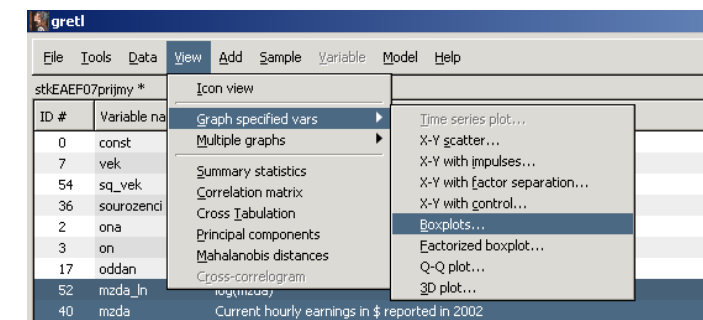 gretl
File Tools Data View Add Sample Variable Model Help
stkEAEF07prijmy *
ID # Variable na
0 const
7 vek
54 sq_vek
36 sourozenci
2 ona
3 on
17 oddan
52 mzda_ln log(mzda)
40 mzda Current hourly earnings in $ reported in 2002
Icon view
Graph specified vars
Multiple graphs
Summary statistics
Correlation matrix
Cross Tabulation
Principal components
Mahalanobis distances
Cross-correlogram
Time series plot...
X-Y scatter...
X-Y with impulses...
X-Y with factor separation...
X-Y with control...
Boxplots...
Factorized boxplot...
Q-Q plot...
3D plot...